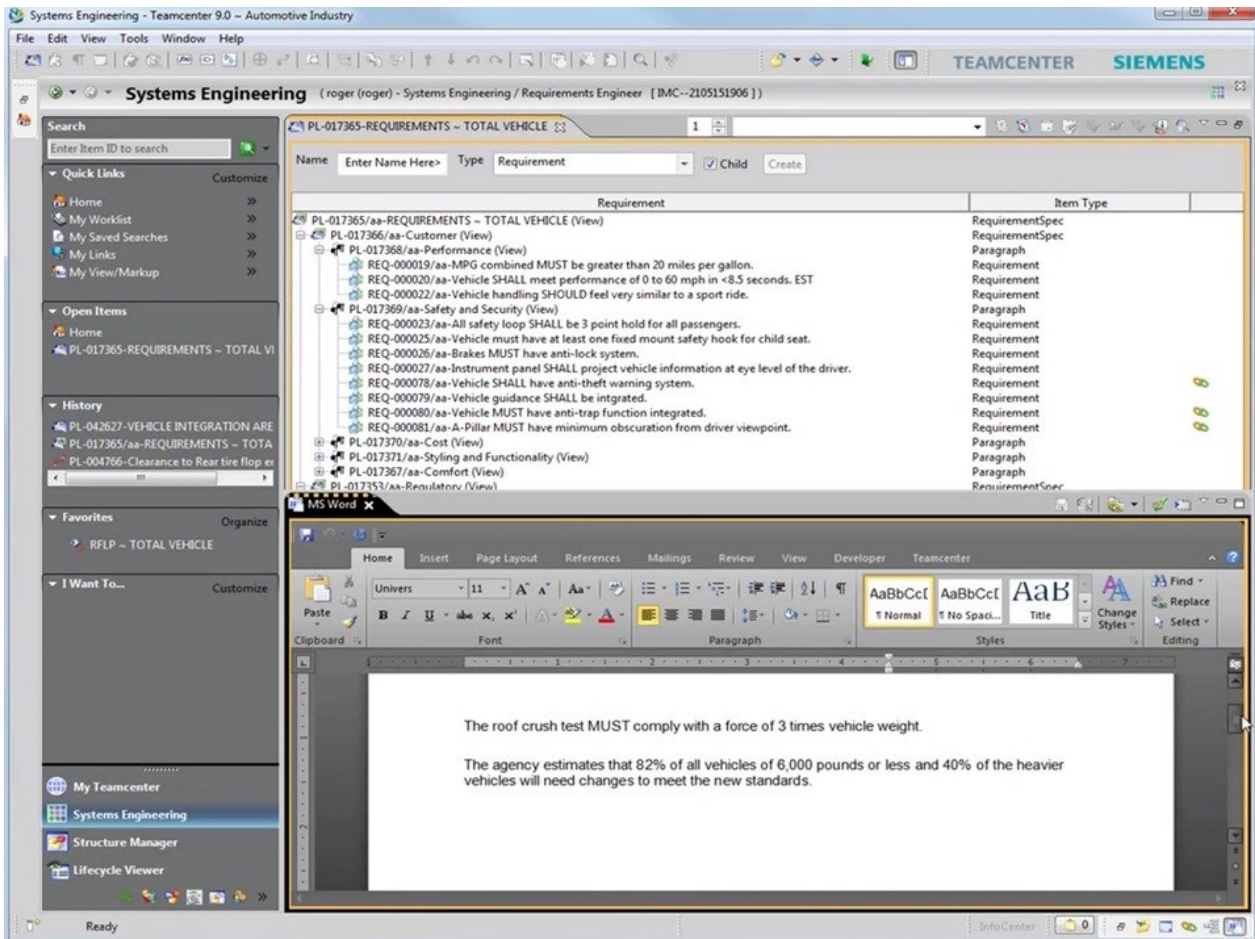 Systems Engineering - Teamcenter 9.0 ~ Automotive Industry
File Edit View Tools Window Help
TEAMCENTER SIEMENS
Systems Engineering ( roger (roger) - Systems Engineering / Requirements Engineer [ IMC--2105151906 ] )
Search
Enter Item ID to search
Quick Links
Customize
Home
My Worklist
My Saved Searches
My Links
My View/Markup
Open Items
Home
PL-017365-REQUIREMENTS ~ TOTAL VI
History
PL-042627-VEHICLE INTEGRATION ARE
PL-017365/aa-REQUIREMENTS ~ TOTA
PL-004766-Clearance to Rear tire flop er
Favorites
Organize
RFLP ~ TOTAL VEHICLE
I Want To...
Customize
My Teamcenter
Systems Engineering
Structure Manager
Lifecycle Viewer
PL-017365-REQUIREMENTS ~ TOTAL VEHICLE
1
Name Enter Name Here> Type Requirement Child Create
Requirement Item Type
PL-017365/aa-REQUIREMENTS ~ TOTAL VEHICLE (View) RequirementSpec
PL-017366/aa-Customer (View) RequirementSpec
PL-017368/aa-Performance (View) Paragraph
REQ-000019/aa-MPG combined MUST be greater than 20 miles per gallon. Requirement
REQ-000020/aa-Vehicle SHALL meet performance of 0 to 60 mph in <8.5 seconds. EST Requirement
REQ-000022/aa-Vehicle handling SHOULD feel very similar to a sport ride. Requirement
PL-017369/aa-Safety and Security (View) Paragraph
REQ-000023/aa-All safety loop SHALL be 3 point hold for all passengers. Requirement
REQ-000025/aa-Vehicle must have at least one fixed mount safety hook for child seat. Requirement
REQ-000026/aa-Brakes MUST have anti-lock system. Requirement
REQ-000027/aa-Instrument panel SHALL project vehicle information at eye level of the driver. Requirement
REQ-000078/aa-Vehicle SHALL have anti-theft warning system. Requirement
REQ-000079/aa-Vehicle guidance SHALL be intgrated. Requirement
REQ-000080/aa-Vehicle MUST have anti-trap function integrated. Requirement
REQ-000081/aa-A-Pillar MUST have minimum obscuration from driver viewpoint. Requirement
PL-017370/aa-Cost (View) Paragraph
PL-017371/aa-Styling and Functionality (View) Paragraph
PL-017367/aa-Comfort (View) Paragraph
PL-017353/aa-Regulatory (View) RequirementSpec
MS Word
Home Insert Page Layout References Mailings Review View Developer Teamcenter
Paste
Univers 11
AaBbCcI AaBbCcI AaB
Normal No Spaci... Title
Change Styles
Find
Replace
Select
Clipboard Font Paragraph Styles Editing
The roof crush test MUST comply with a force of 3 times vehicle weight.
The agency estimates that 82% of all vehicles of 6,000 pounds or less and 40% of the heavier
vehicles will need changes to meet the new standards.
Ready
InfoCenter 0